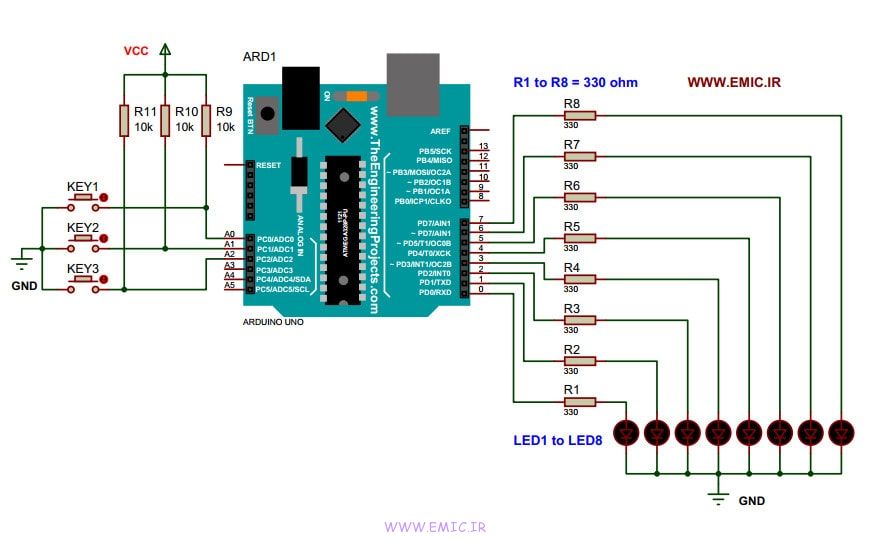 VCC
R11
10k
R10
10k
R9
10k
KEY1
KEY2
KEY3
GND
ARD1
Reset BTN
ON
www.TheEngineeringProjects.com
ANALOG IN
1121
ATMEGA328P-PU
RESET
A0 PC0/ADC0
A1 PC1/ADC1
A2 PC2/ADC2
A3 PC3/ADC3
A4 PC4/ADC4/SDA
A5 PC5/ADC5/SCL
AREF
PB5/SCK 13
PB4/MISO 12
~ PB3/MOSI/OC2A 11
~ PB2/OC1B 10
~ PB1/OC1A 9
PB0/ICP1/CLKO 8
PD7/AIN1 7
~ PD7/AIN1 6
~ PD5/T1/OC0B 5
PD4/T0/XCK 4
~ PD3/INT1/OC2B 3
PD2/INT0 2
PD1/TXD 1
PD0/RXD 0
ARDUINO UNO
R1 to R8 = 330 ohm
WWW.EMIC.IR
R8
330
R7
330
R6
330
R5
330
R4
330
R3
330
R2
330
R1
330
LED1 to LED8
GND
WWW.EMIC.IR